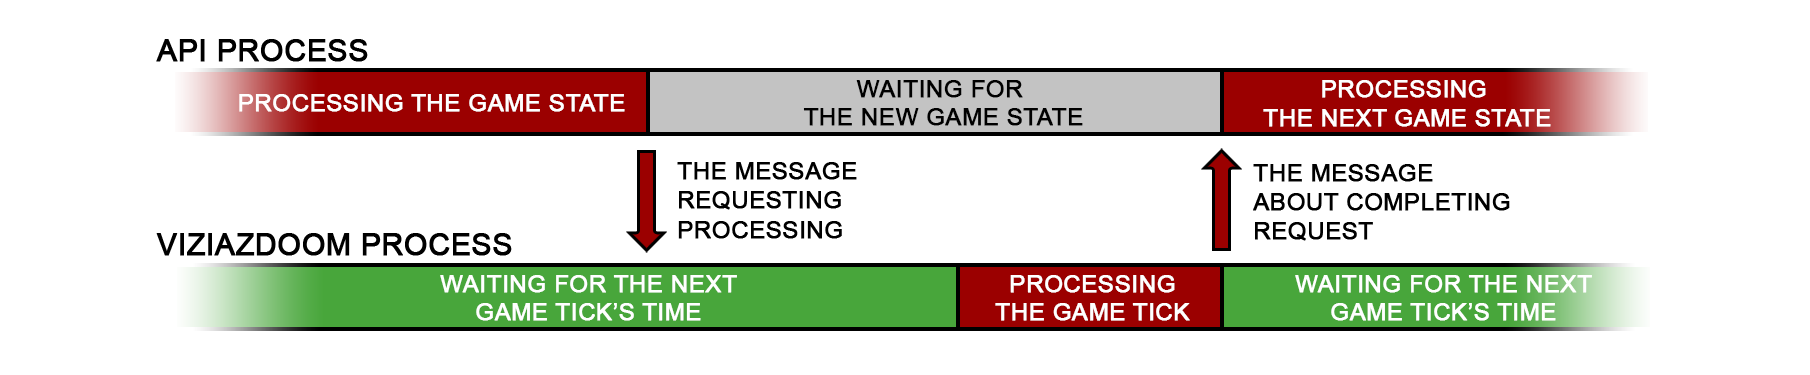 API PROCESS
PROCESSING THE GAME STATE
WAITING FOR
THE NEW GAME STATE
PROCESSING
THE NEXT GAME STATE
THE MESSAGE
REQUESTING
PROCESSING
THE MESSAGE
ABOUT COMPLETING
REQUEST
VIZIAZDOOM PROCESS
WAITING FOR THE NEXT
GAME TICK'S TIME
PROCESSING
THE GAME TICK
WAITING FOR THE NEXT
GAME TICK'S TIME